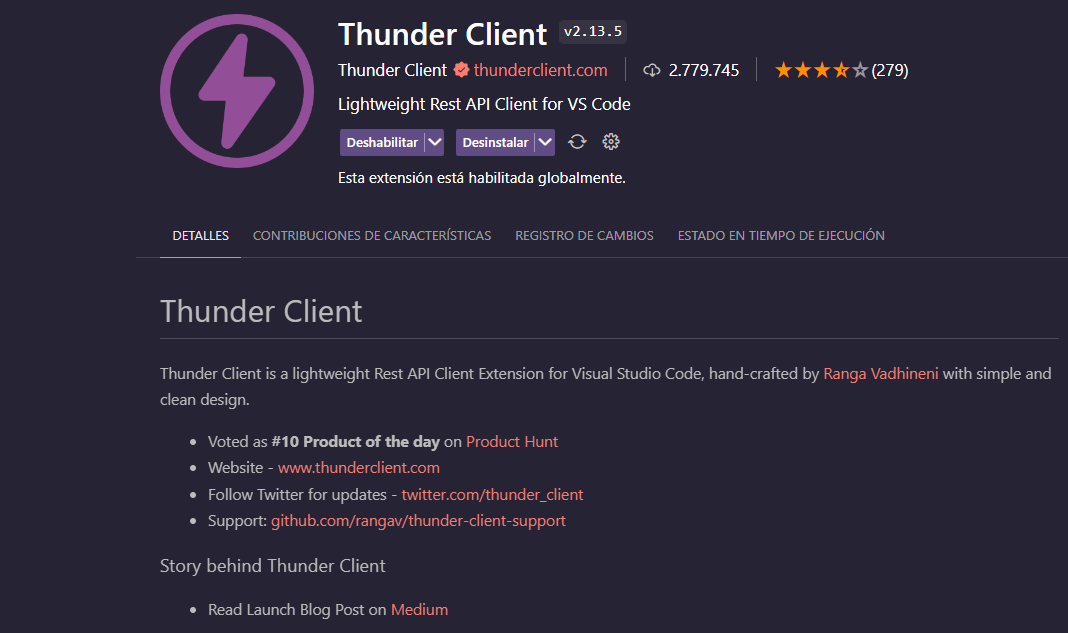 Thunder Client v2.13.5
Thunder Client thunderclient.com 2.779.745 (279)
Lightweight Rest API Client for VS Code
Deshabilitar Desinstalar
Esta extensión está habilitada globalmente.
DETALLES CONTRIBUCIONES DE CARACTERÍSTICAS REGISTRO DE CAMBIOS ESTADO EN TIEMPO DE EJECUCIÓN
Thunder Client
Thunder Client is a lightweight Rest API Client Extension for Visual Studio Code, hand-crafted by Ranga Vadhineni with simple and
clean design.
• Voted as #10 Product of the day on Product Hunt
• Website - www.thunderclient.com
• Follow Twitter for updates - twitter.com/thunder_client
• Support: github.com/rangav/thunder-client-support
Story behind Thunder Client
• Read Launch Blog Post on Medium